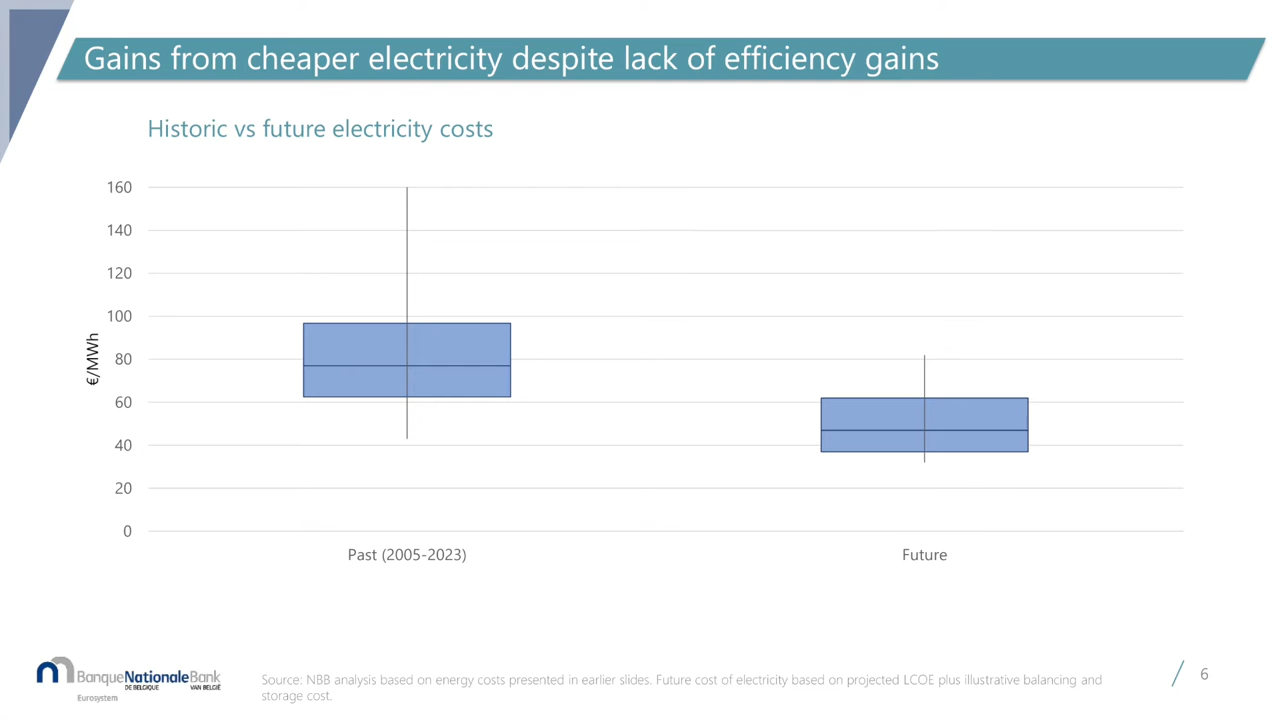 Gains from cheaper electricity despite lack of efficiency gains
Historic vs future electricity costs
160
140
120
100
80
60
40
20
0
€/MWh
Past (2005-2023)
Future
BanqueNationaleBank
DE BELGIQUE VAN BELGIË
Eurosystem
Source: NBB analysis based on energy costs presented in earlier slides. Future cost of electricity based on projected LCOE plus illustrative balancing and
storage cost.
6